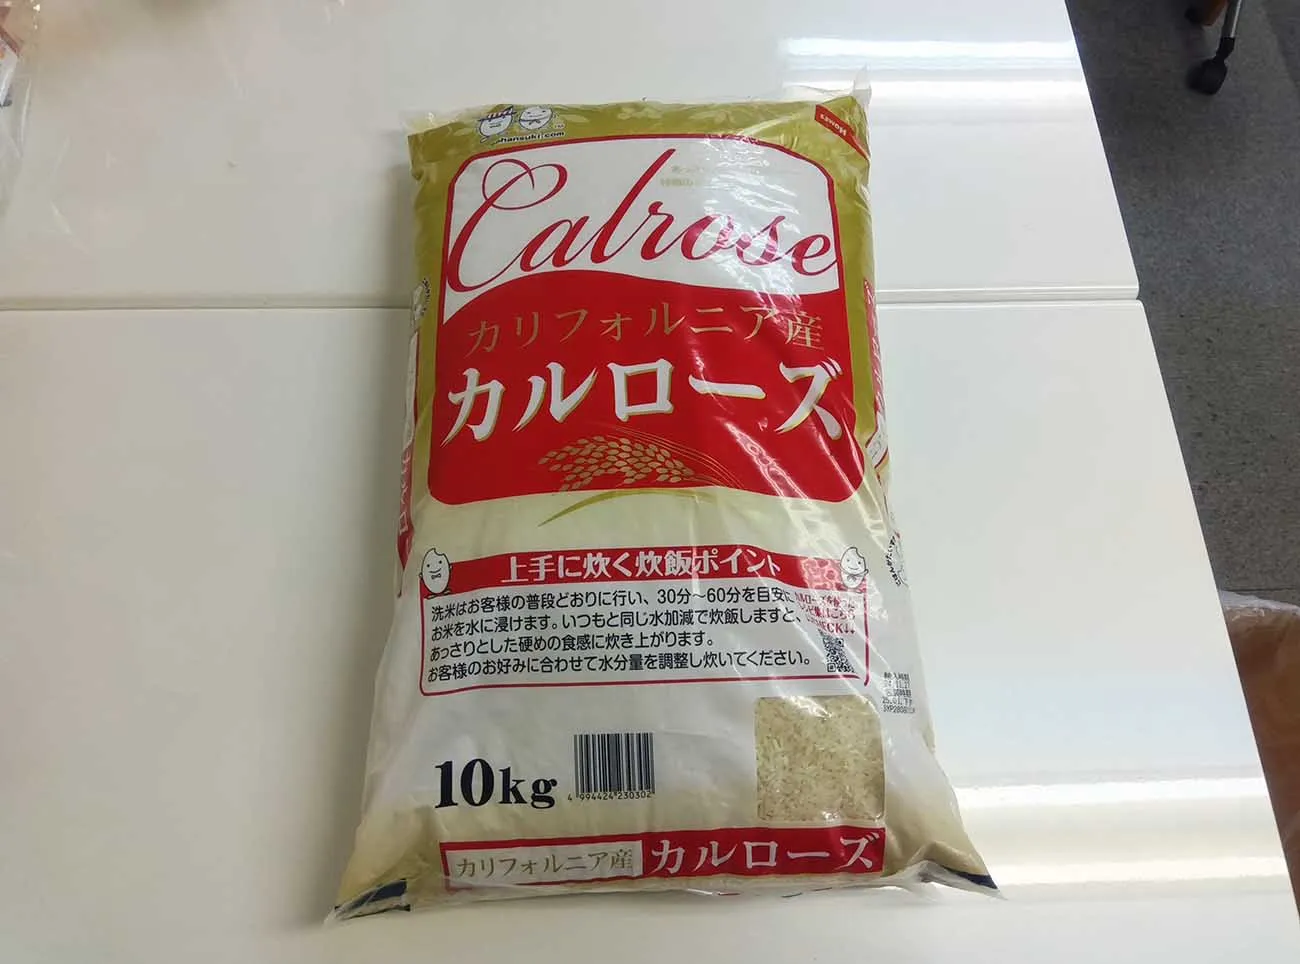 hansuki.com
Calrose
カリフォルニア産
カルローズ
上手に炊く炊飯ポイント
洗米はお客様の普段どおりに行い、30分〜60分を目安に
お米を水に浸けます。いつもと同じ水加減で炊飯しますと、
あっさりとした硬めの食感に炊き上がります。
お客様のお好みに合わせて水分量を調整し炊いてください。
10kg
4 994424 230302
カリフォルニア産 カルローズ